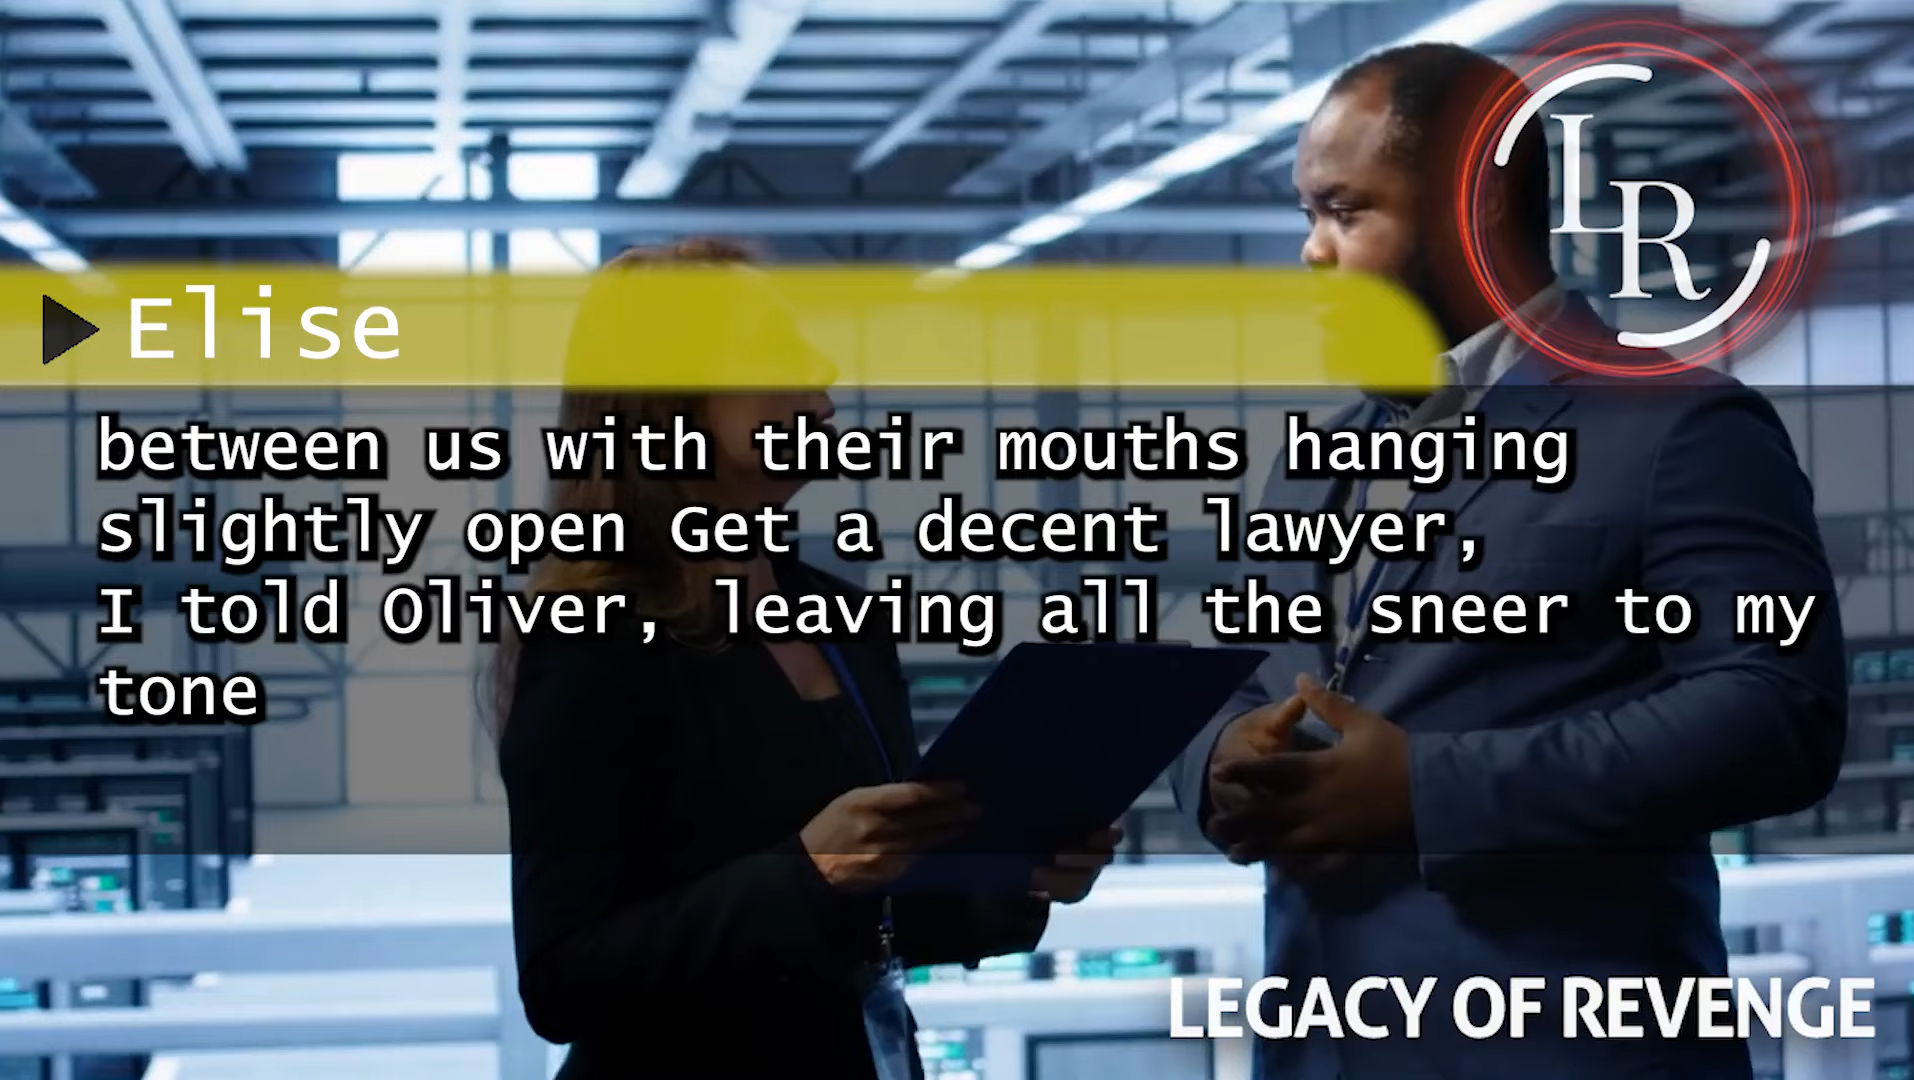 LR
Elise
between us with their mouths hanging
slightly open Get a decent lawyer,
I told Oliver, leaving all the sneer to my
tone
LEGACY OF REVENGE